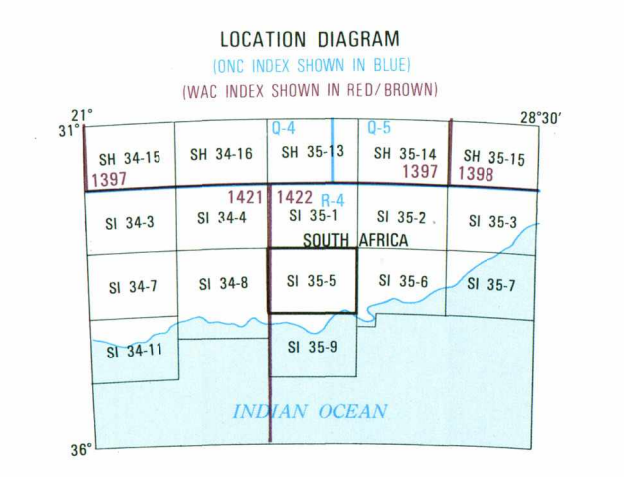 LOCATION DIAGRAM
(ONC INDEX SHOWN IN BLUE)
(WAC INDEX SHOWN IN RED/BROWN)
21° 28°30'
31°
Q-4 Q-5
SH 34-15 SH 34-16 SH 35-13 SH 35-14 SH 35-15
1397 1397 1398
1421 1422 R-4
SI 34-3 SI 34-4 SI 35-1 SI 35-2 SI 35-3
SOUTH AFRICA
SI 34-7 SI 34-8 SI 35-5 SI 35-6 SI 35-7
SI 34-11 SI 35-9
INDIAN OCEAN
36°